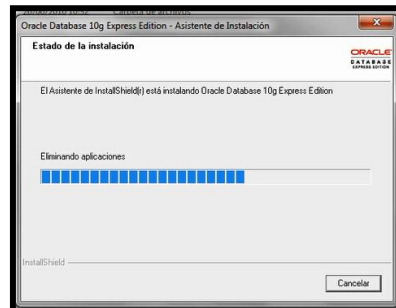 Oracle Database 10g Express Edition - Asistente de Instalación
Estado de la instalación
ORACLE
DATABASE
EXPRESS EDITION
El Asistente de InstallShield(r) está instalando Oracle Database 10g Express Edition
Eliminando aplicaciones
InstallShield
Cancelar